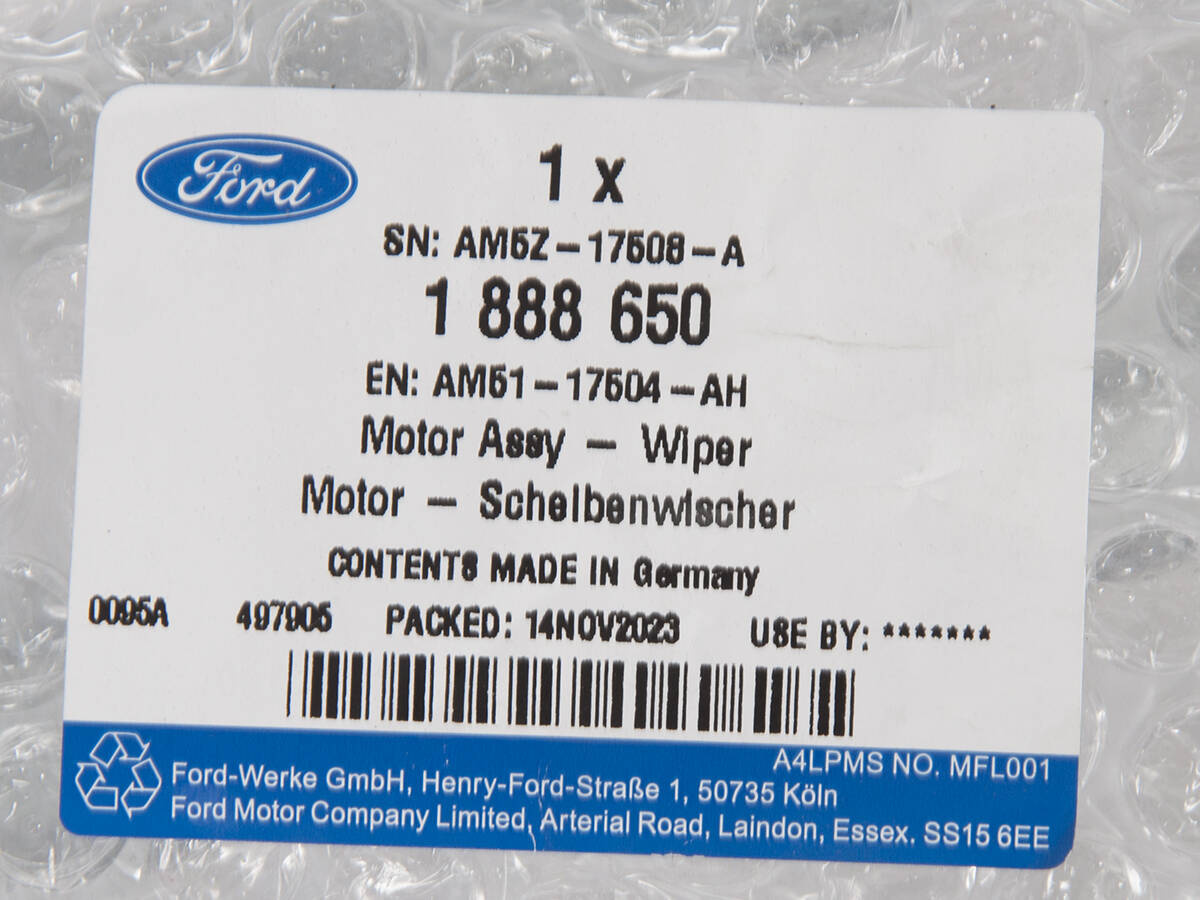 Ford
1 x
SN: AM5Z-17508-A
1 888 650
EN: AM51-17504-AH
Motor Assy - Wiper
Motor - Scheibenwischer
CONTENTS MADE IN Germany
0095A 497905 PACKED: 14NOV2023 USE BY: *******
A4LPMS NO. MFL001
Ford-Werke GmbH, Henry-Ford-Straße 1, 50735 Köln
Ford Motor Company Limited, Arterial Road, Laindon, Essex. SS15 6EE